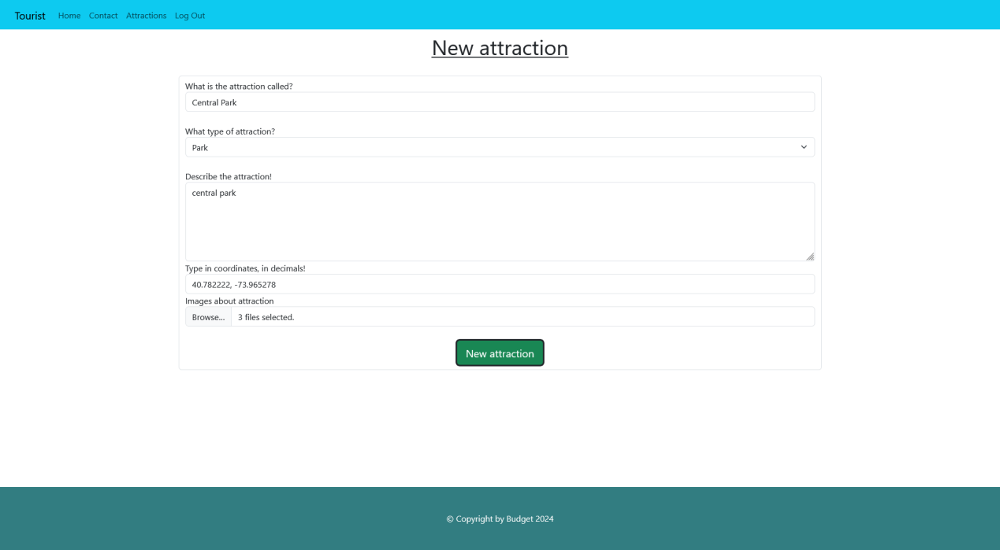 Tourist Home Contact Attractions Log Out
New attraction
What is the attraction called?
Central Park
What type of attraction?
Park
Describe the attraction!
central park
Type in coordinates, in decimals!
40.782222, -73.965278
Images about attraction
Browse... 3 files selected.
New attraction
© Copyright by Budget 2024